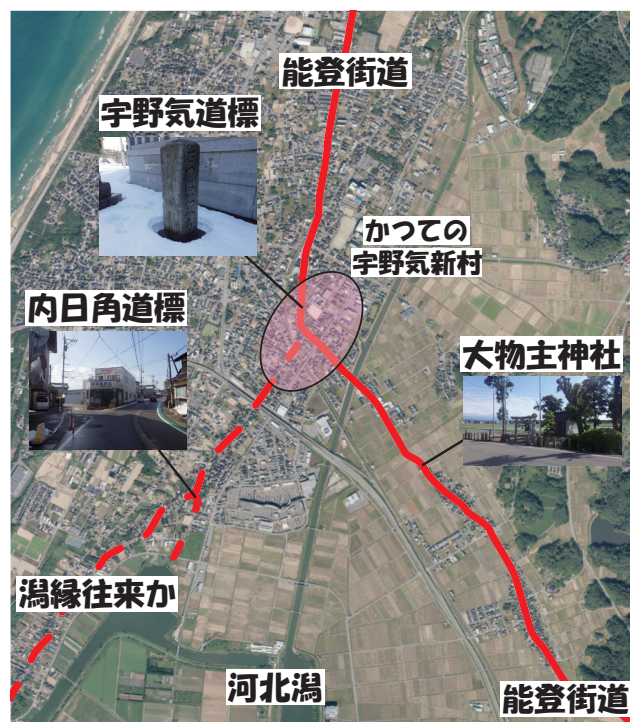 能登街道
宇野気道標
かつての
宇野気新村
内日角道標
大物主神社
潟縁往来か
河北潟
能登街道